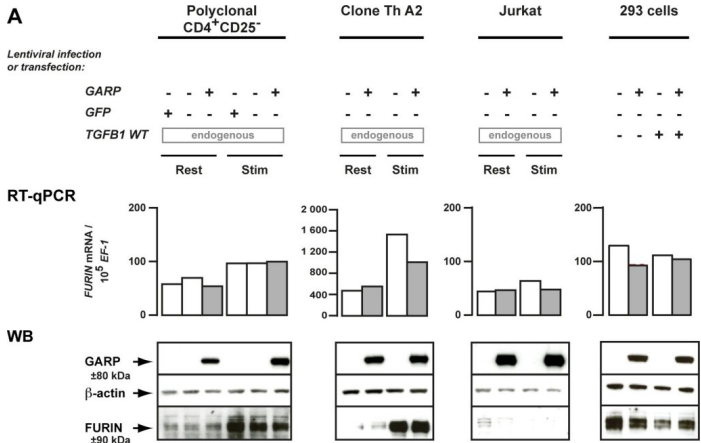 A
Polyclonal
CD4+CD25-
Clone Th A2
Jurkat
293 cells
Lentiviral infection
or transfection:
GARP - - + - - + - + - + - + - + - + - +
GFP + - - + - - - - - - - - - - - - - -
TGFB1 WT endogenous endogenous endogenous - - + +
Rest Stim Rest Stim Rest Stim
RT-qPCR
FURIN mRNA /
10⁵ EF-1
200
100
0
2 000
1 600
1 200
800
400
0
200
100
0
200
100
0
WB
GARP
±80 kDa
β-actin
FURIN
±90 kDa